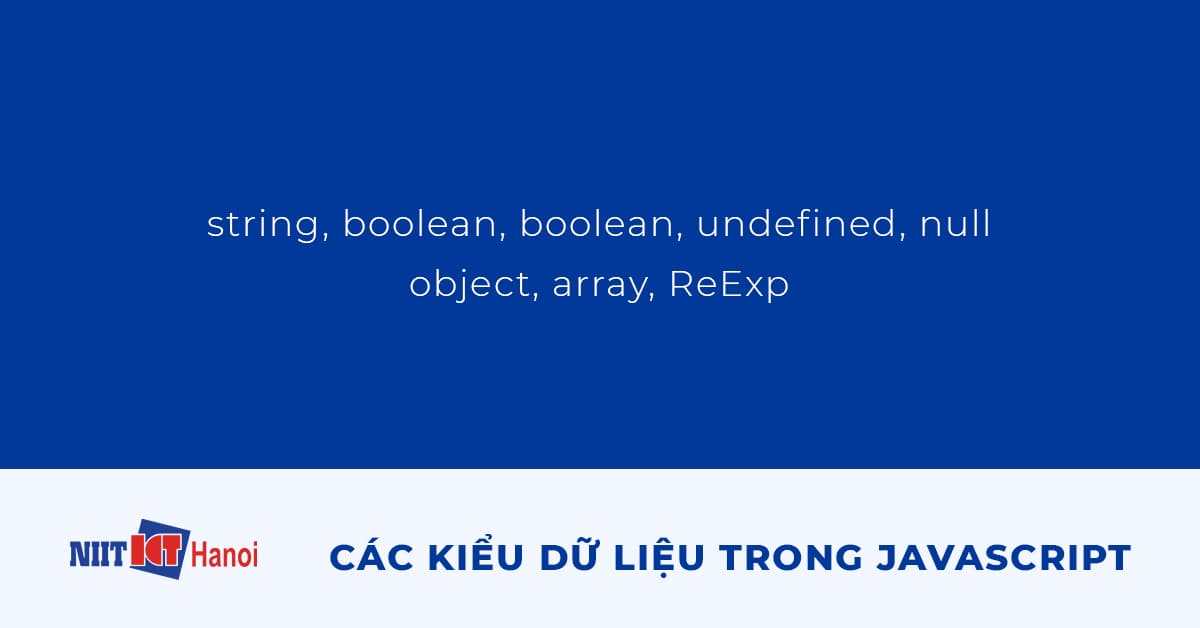 string, boolean, boolean, undefined, null
object, array, ReExp
NIIT ICT Hanoi
CÁC KIỂU DỮ LIỆU TRONG JAVASCRIPT